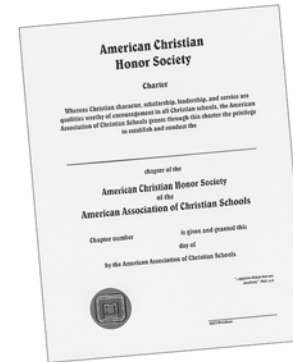 American Christian
Honor Society
Charter
Whereas Christian character, scholarship, leadership, and service are
qualities worthy of encouragement in all Christian schools, the American
Association of Christian Schools grants through this charter the privilege
to establish and conduct the
chapter of the
American Christian Honor Society
of the
American Association of Christian Schools
Chapter number is given and granted this
day of
by the American Association of Christian Schools.